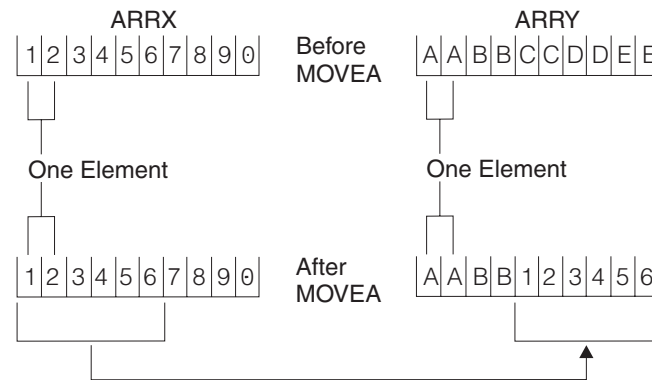 ARRX
ARRY
1 2 3 4 5 6 7 8 9 0
Before
MOVEA
A A B B C C D D E E
One Element
One Element
1 2 3 4 5 6 7 8 9 0
After
MOVEA
A A B B 1 2 3 4 5 6